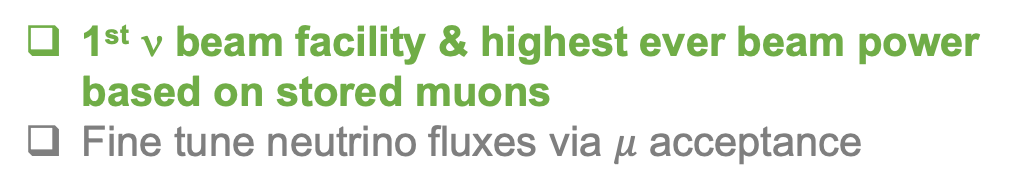 ❑ 1st ν beam facility & highest ever beam power
based on stored muons
❑ Fine tune neutrino fluxes via μ acceptance